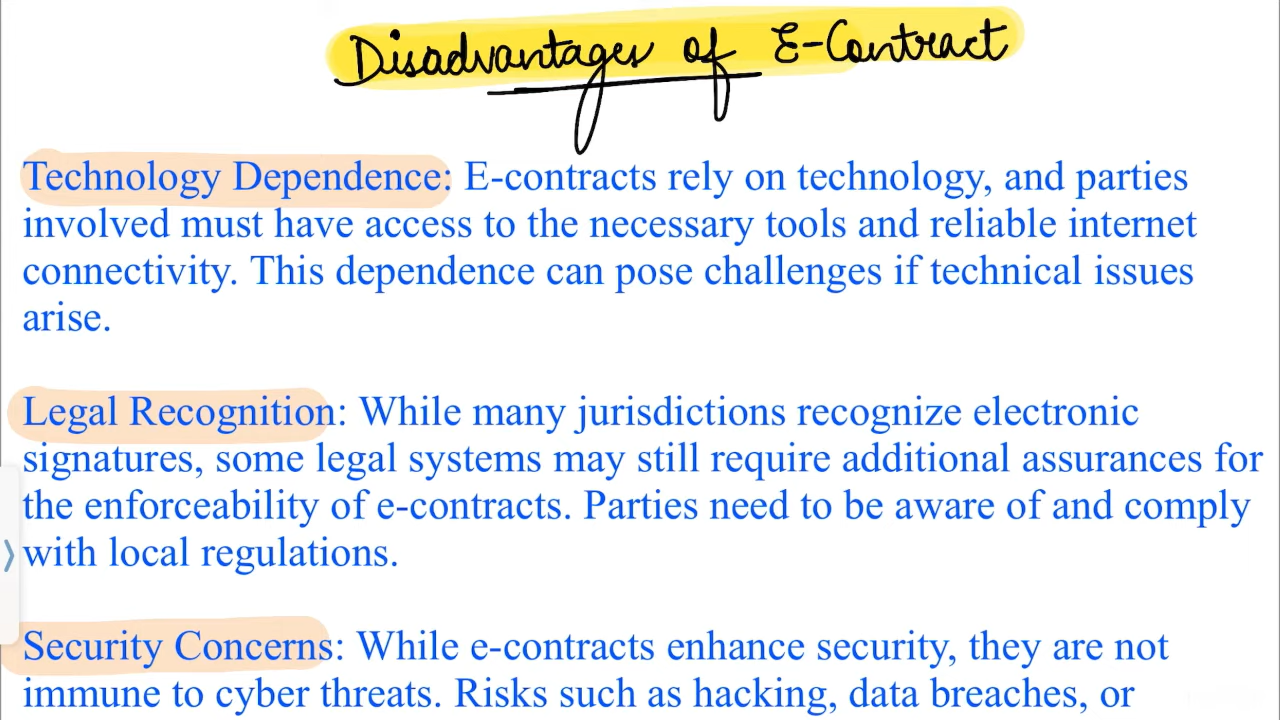 Disadvantages of E-Contract
Technology Dependence: E-contracts rely on technology, and parties
involved must have access to the necessary tools and reliable internet
connectivity. This dependence can pose challenges if technical issues
arise.
Legal Recognition: While many jurisdictions recognize electronic
signatures, some legal systems may still require additional assurances for
the enforceability of e-contracts. Parties need to be aware of and comply
with local regulations.
Security Concerns: While e-contracts enhance security, they are not
immune to cyber threats. Risks such as hacking, data breaches, or